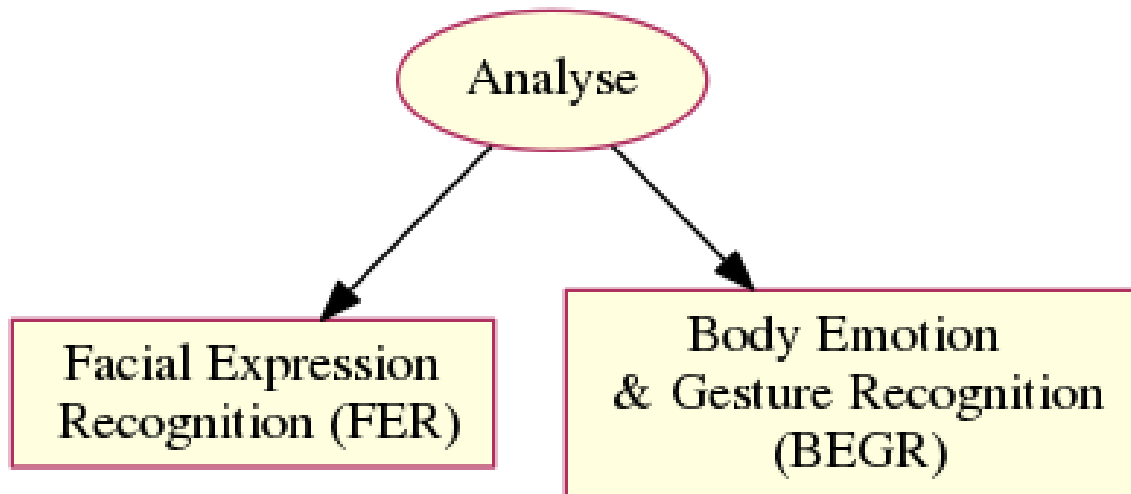 Analyse
Facial Expression
Recognition (FER)
Body Emotion
& Gesture Recognition
(BEGR)